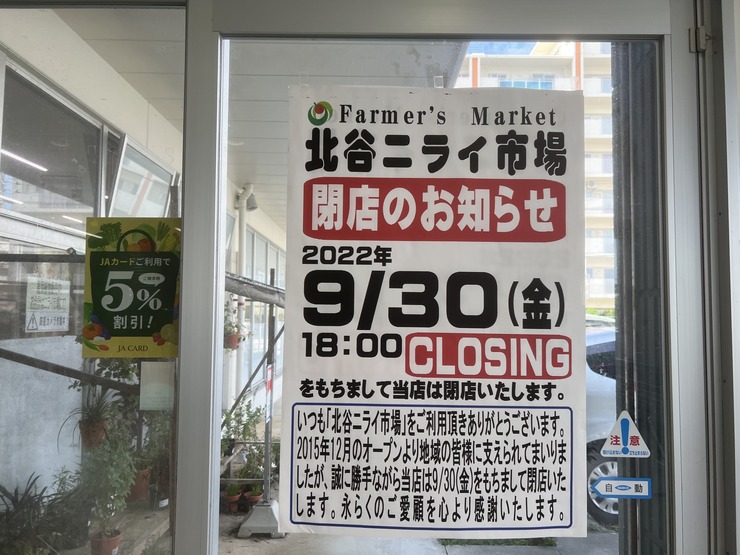 Farmer's Market
北谷ニライ市場
閉店のお知らせ
2022年
9/30(金)
18:00 CLOSING
をもちまして当店は閉店いたします。
いつも「北谷ニライ市場」をご利用頂きありがとうございます。
2015年12月のオープンより地域の皆様に支えられてまいりま
したが、誠に勝手ながら当店は9/30(金)をもちまして閉店いた
します。永らくのご愛顧を心より感謝いたします。
JAカードご利用で
ご請求時
5%
割引!
JA CARD
注意
自動